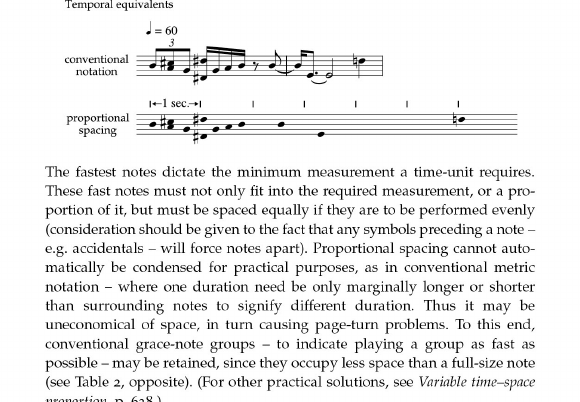 Temporal equivalents
♩ = 60
3
conventional
notation
1 sec.
proportional
spacing
The fastest notes dictate the minimum measurement a time-unit requires.
These fast notes must not only fit into the required measurement, or a pro-
portion of it, but must be spaced equally if they are to be performed evenly
(consideration should be given to the fact that any symbols preceding a note –
e.g. accidentals – will force notes apart). Proportional spacing cannot auto-
matically be condensed for practical purposes, as in conventional metric
notation – where one duration need be only marginally longer or shorter
than surrounding notes to signify different duration. Thus it may be
uneconomical of space, in turn causing page-turn problems. To this end,
conventional grace-note groups – to indicate playing a group as fast as
possible – may be retained, since they occupy less space than a full-size note
(see Table 2, opposite). (For other practical solutions, see Variable time–space
proportion, p. 638.)